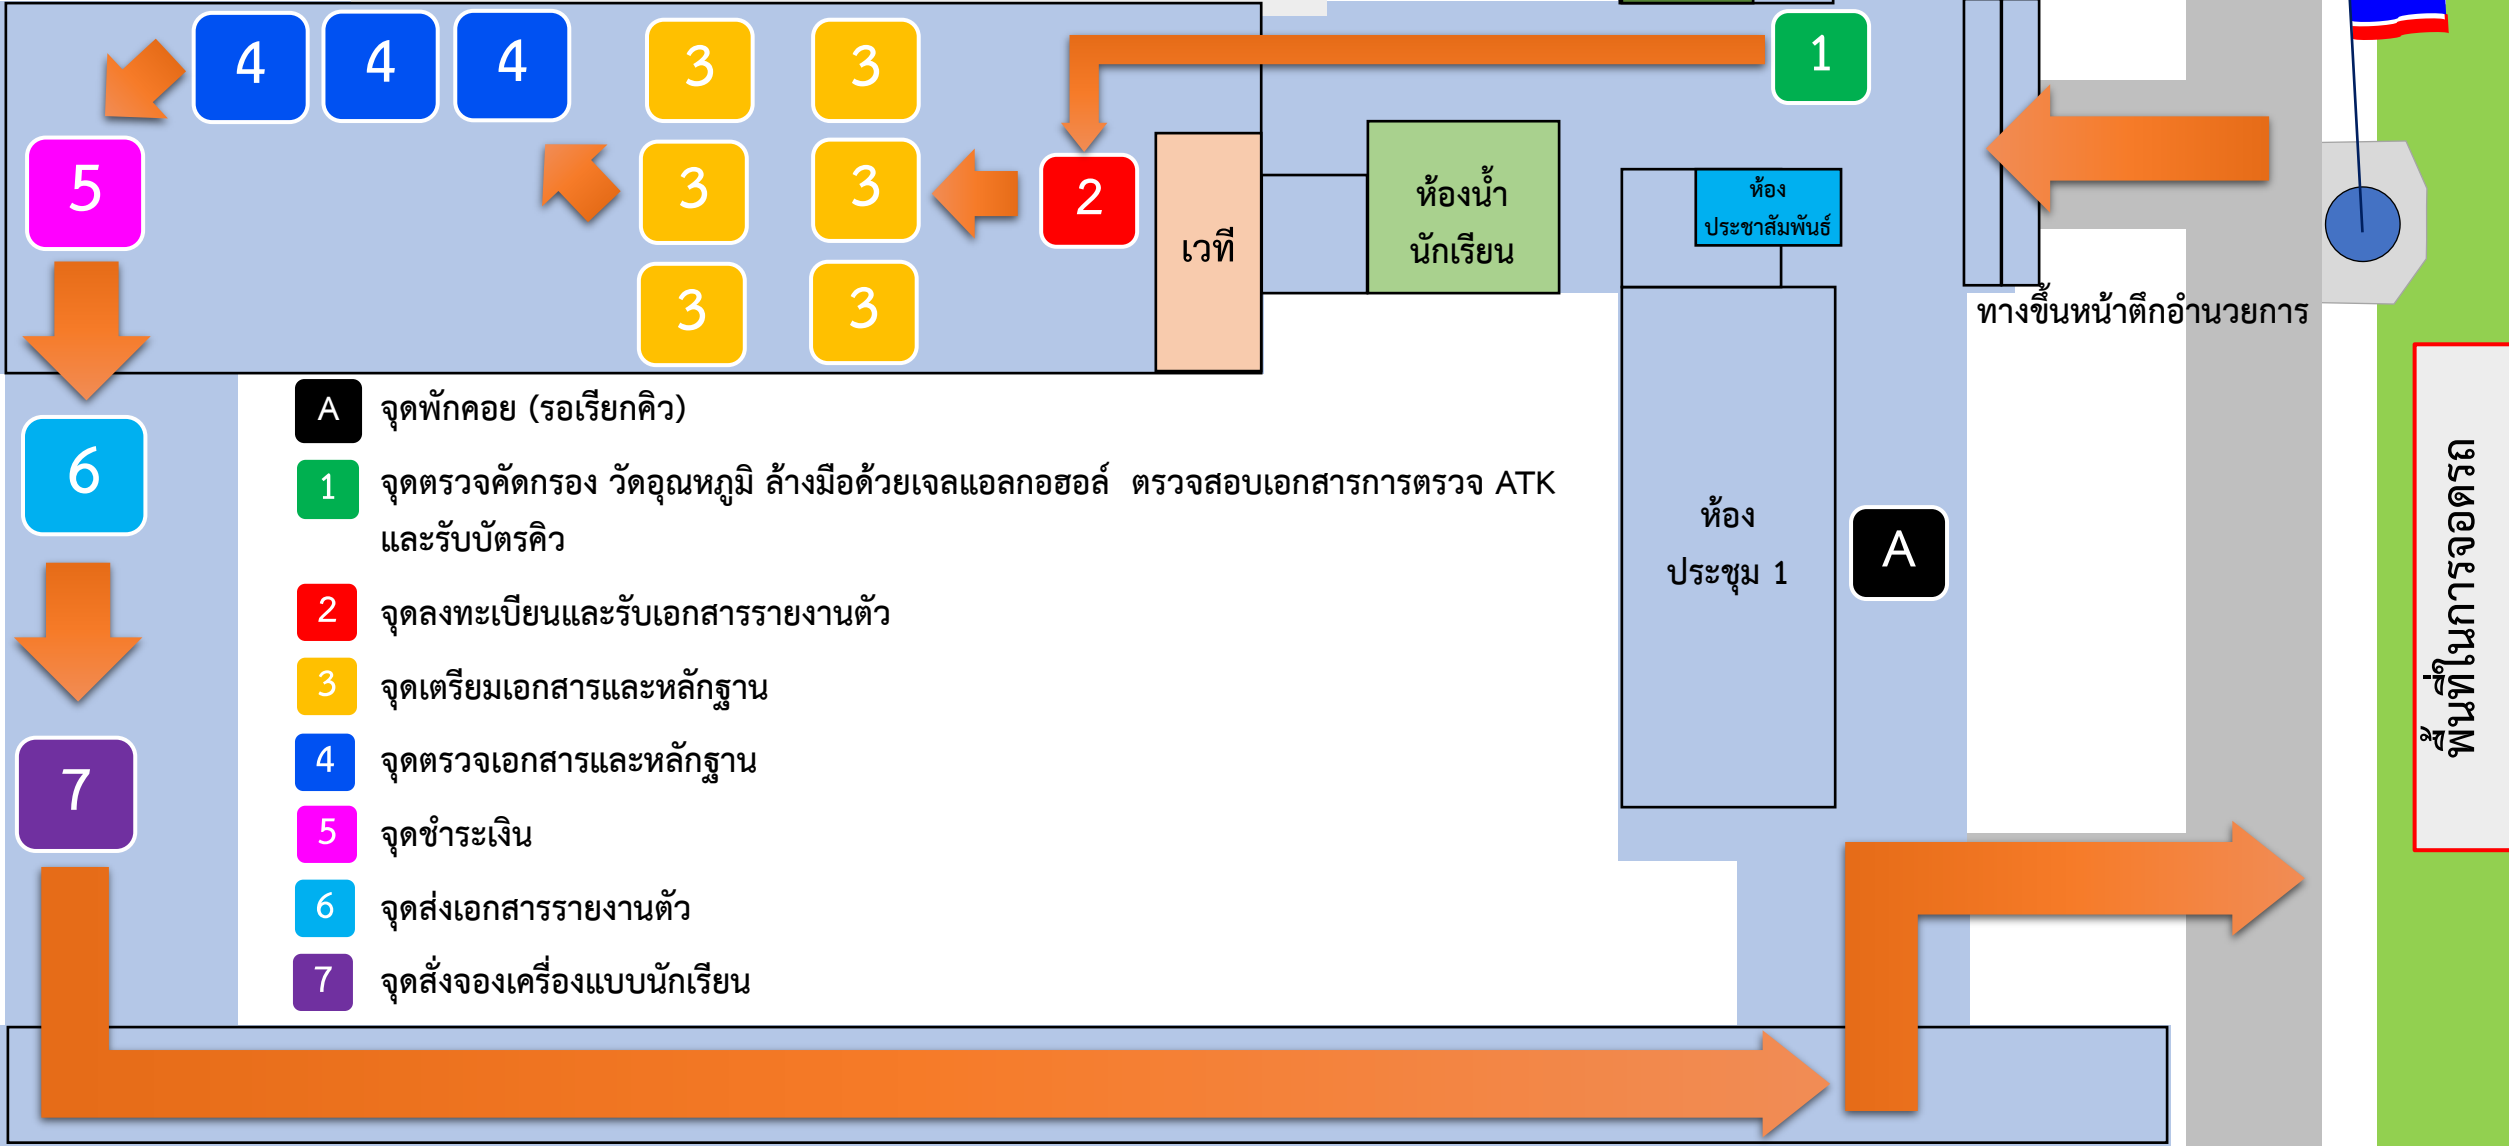 4 4 4 3 3 1
5 3 3 2
3 3
เวที
ห้องน้ำ
นักเรียน
ห้อง
ประชาสัมพันธ์
ทางขึ้นหน้าตึกอำนวยการ
6
7
A จุดพักคอย (รอเรียกคิว)
1 จุดตรวจคัดกรอง วัดอุณหภูมิ ล้างมือด้วยเจลแอลกอฮอล์ ตรวจสอบเอกสารการตรวจ ATK
และรับบัตรคิว
2 จุดลงทะเบียนและรับเอกสารรายงานตัว
3 จุดเตรียมเอกสารและหลักฐาน
4 จุดตรวจเอกสารและหลักฐาน
5 จุดชำระเงิน
6 จุดส่งเอกสารรายงานตัว
7 จุดสั่งจองเครื่องแบบนักเรียน
ห้อง
ประชุม 1
A
พื้นที่ในการจอดรถ